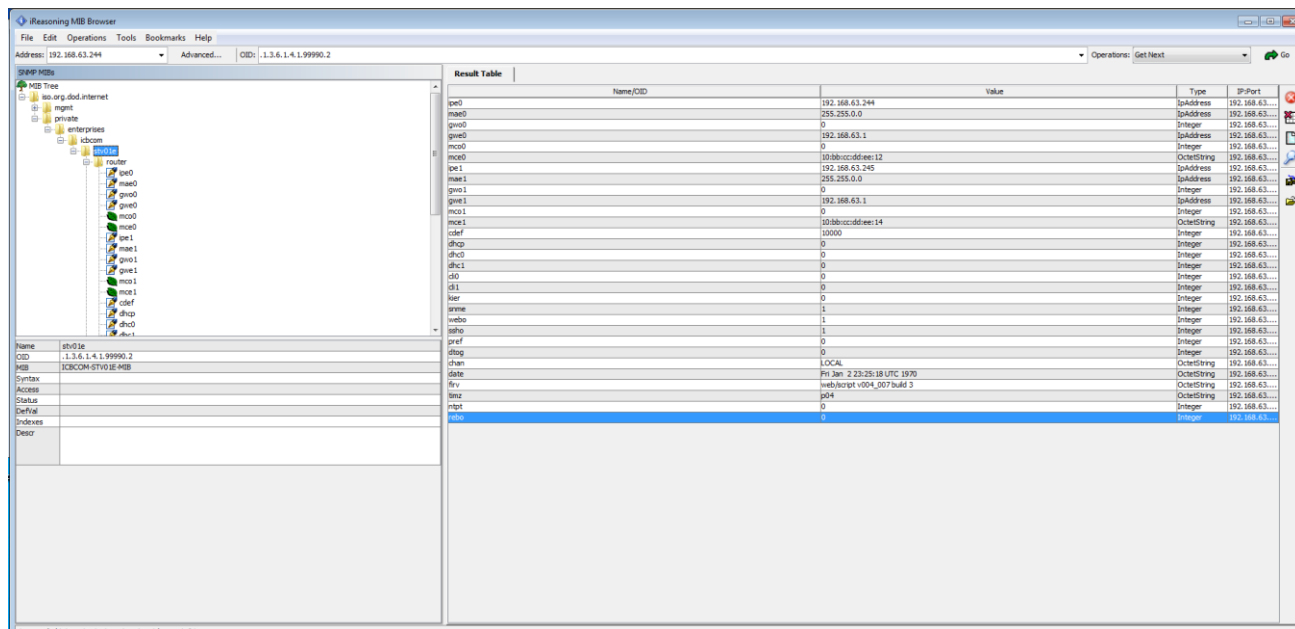 iReasoning MIB Browser
File Edit Operations Tools Bookmarks Help
Address: 192.168.63.244 Advanced... OID: .1.3.6.1.4.1.99990.2 Operations: Get Next Go
SNMP MIBs
MIB Tree
iso.org.dod.internet
mgmt
private
enterprises
icbcom
stv01e
router
ipe0
mae0
gwo0
gwe0
mco0
mce0
ipe1
mae1
gwo1
gwe1
mco1
mce1
cdef
dhcp
dhc0
dhc1
Name stv01e
OID .1.3.6.1.4.1.99990.2
MIB ICBCOM-STV01E-MIB
Syntax
Access
Status
DefVal
Indexes
Descr
Result Table
Name/OID Value Type IP:Port
ipe0 192.168.63.244 IpAddress 192.168.63....
mae0 255.255.0.0 IpAddress 192.168.63....
gwo0 0 Integer 192.168.63....
gwe0 192.168.63.1 IpAddress 192.168.63....
mco0 0 Integer 192.168.63....
mce0 10:bb:cc:dd:ee:12 OctetString 192.168.63....
ipe1 192.168.63.245 IpAddress 192.168.63....
mae1 255.255.0.0 IpAddress 192.168.63....
gwo1 0 Integer 192.168.63....
gwe1 192.168.63.1 IpAddress 192.168.63....
mco1 0 Integer 192.168.63....
mce1 10:bb:cc:dd:ee:14 OctetString 192.168.63....
cdef 10000 Integer 192.168.63....
dhcp 0 Integer 192.168.63....
dhc0 0 Integer 192.168.63....
dhc1 0 Integer 192.168.63....
cli0 0 Integer 192.168.63....
cli1 0 Integer 192.168.63....
kier 0 Integer 192.168.63....
snme 1 Integer 192.168.63....
webo 1 Integer 192.168.63....
ssho 1 Integer 192.168.63....
pref 0 Integer 192.168.63....
dtog 0 Integer 192.168.63....
chan LOCAL OctetString 192.168.63....
date Fri Jan 2 23:25:18 UTC 1970 OctetString 192.168.63....
firv web/script v004_007 build 3 OctetString 192.168.63....
timz p04 OctetString 192.168.63....
ntpt 0 Integer 192.168.63....
rebo 0 Integer 192.168.63....